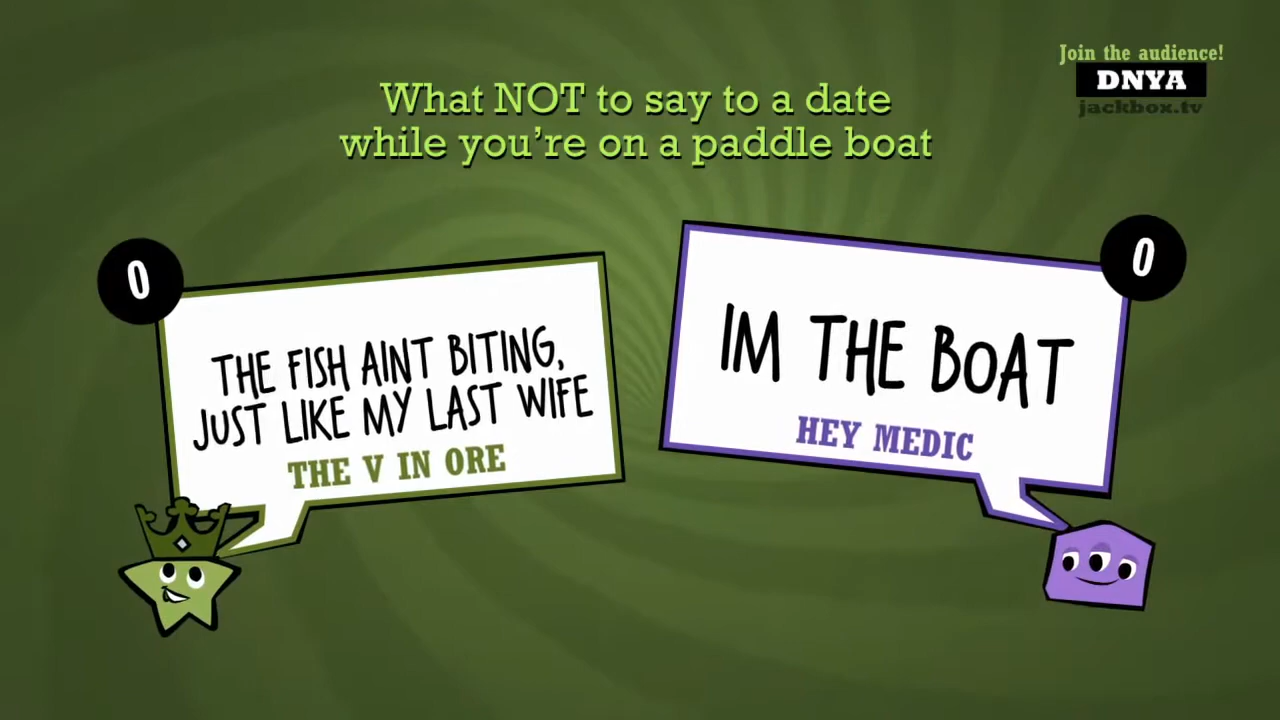 Join the audience!
DNYA
jackbox.tv
What NOT to say to a date
while you're on a paddle boat
0
THE FISH AINT BITING,
JUST LIKE MY LAST WIFE
THE V IN ORE
0
IM THE BOAT
HEY MEDIC